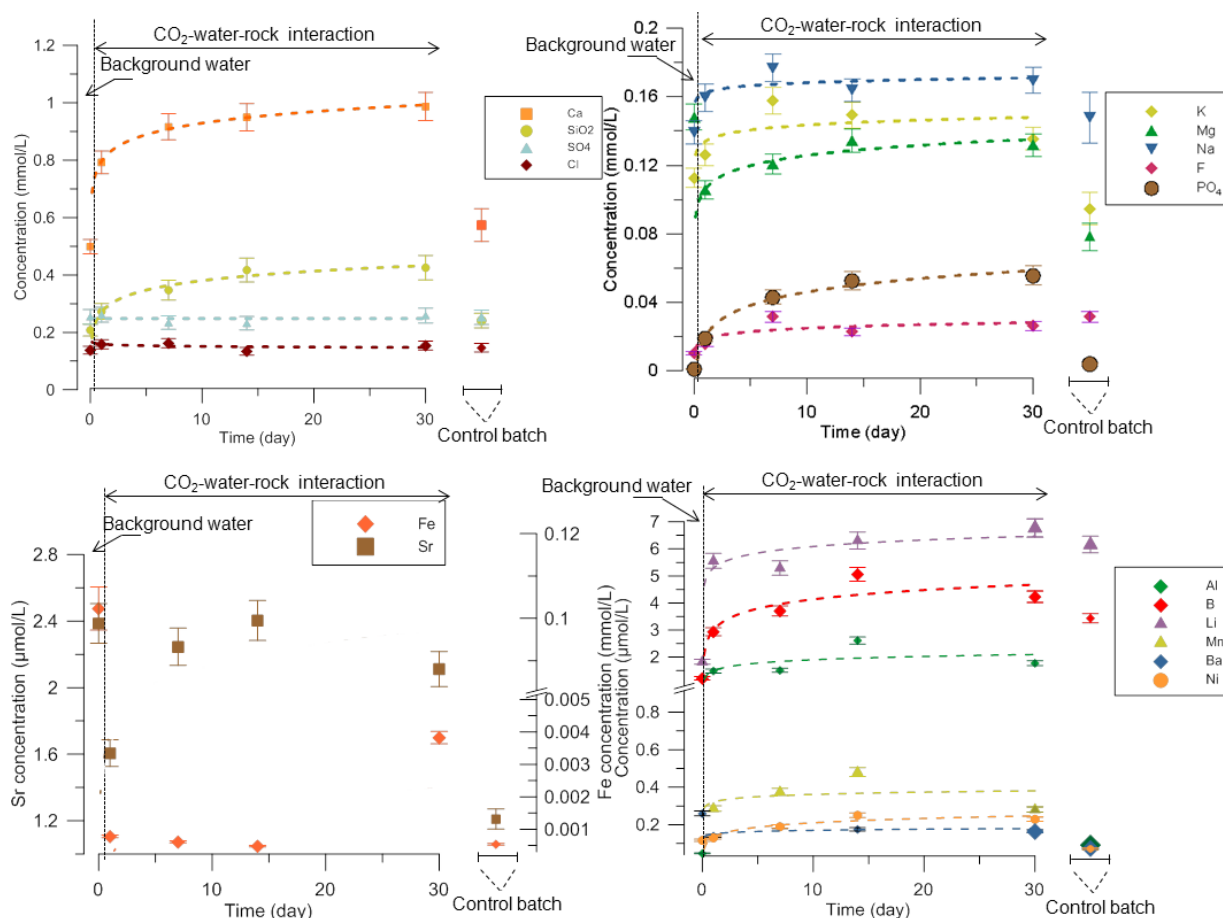 CO2-water-rock interaction
Background water
1.2
1
0.8
0.6
0.4
0.2
0
Concentration (mmol/L)
0
10
20
30
Time (day)
Ca
SiO2
SO4
Cl
Control batch
CO2-water-rock interaction
Background water
0.2
0.16
0.12
0.08
0.04
0
Concentration (mmol/L)
0
10
20
30
Time (day)
K
Mg
Na
F
PO4
Control batch
CO2-water-rock interaction
Background water
Fe
Sr
2.8
2.4
2
1.6
1.2
Sr concentration (µmol/L)
0.12
0.1
0.005
0.004
0.003
0.002
0.001
Fe concentration (mmol/L)
0
10
20
30
Time (day)
Control batch
CO2-water-rock interaction
Background water
7
6
5
4
3
2
0.6
0.4
0.2
Concentration (µmol/L)
0
10
20
30
Time (day)
Al
B
Li
Mn
Ba
Ni
Control batch